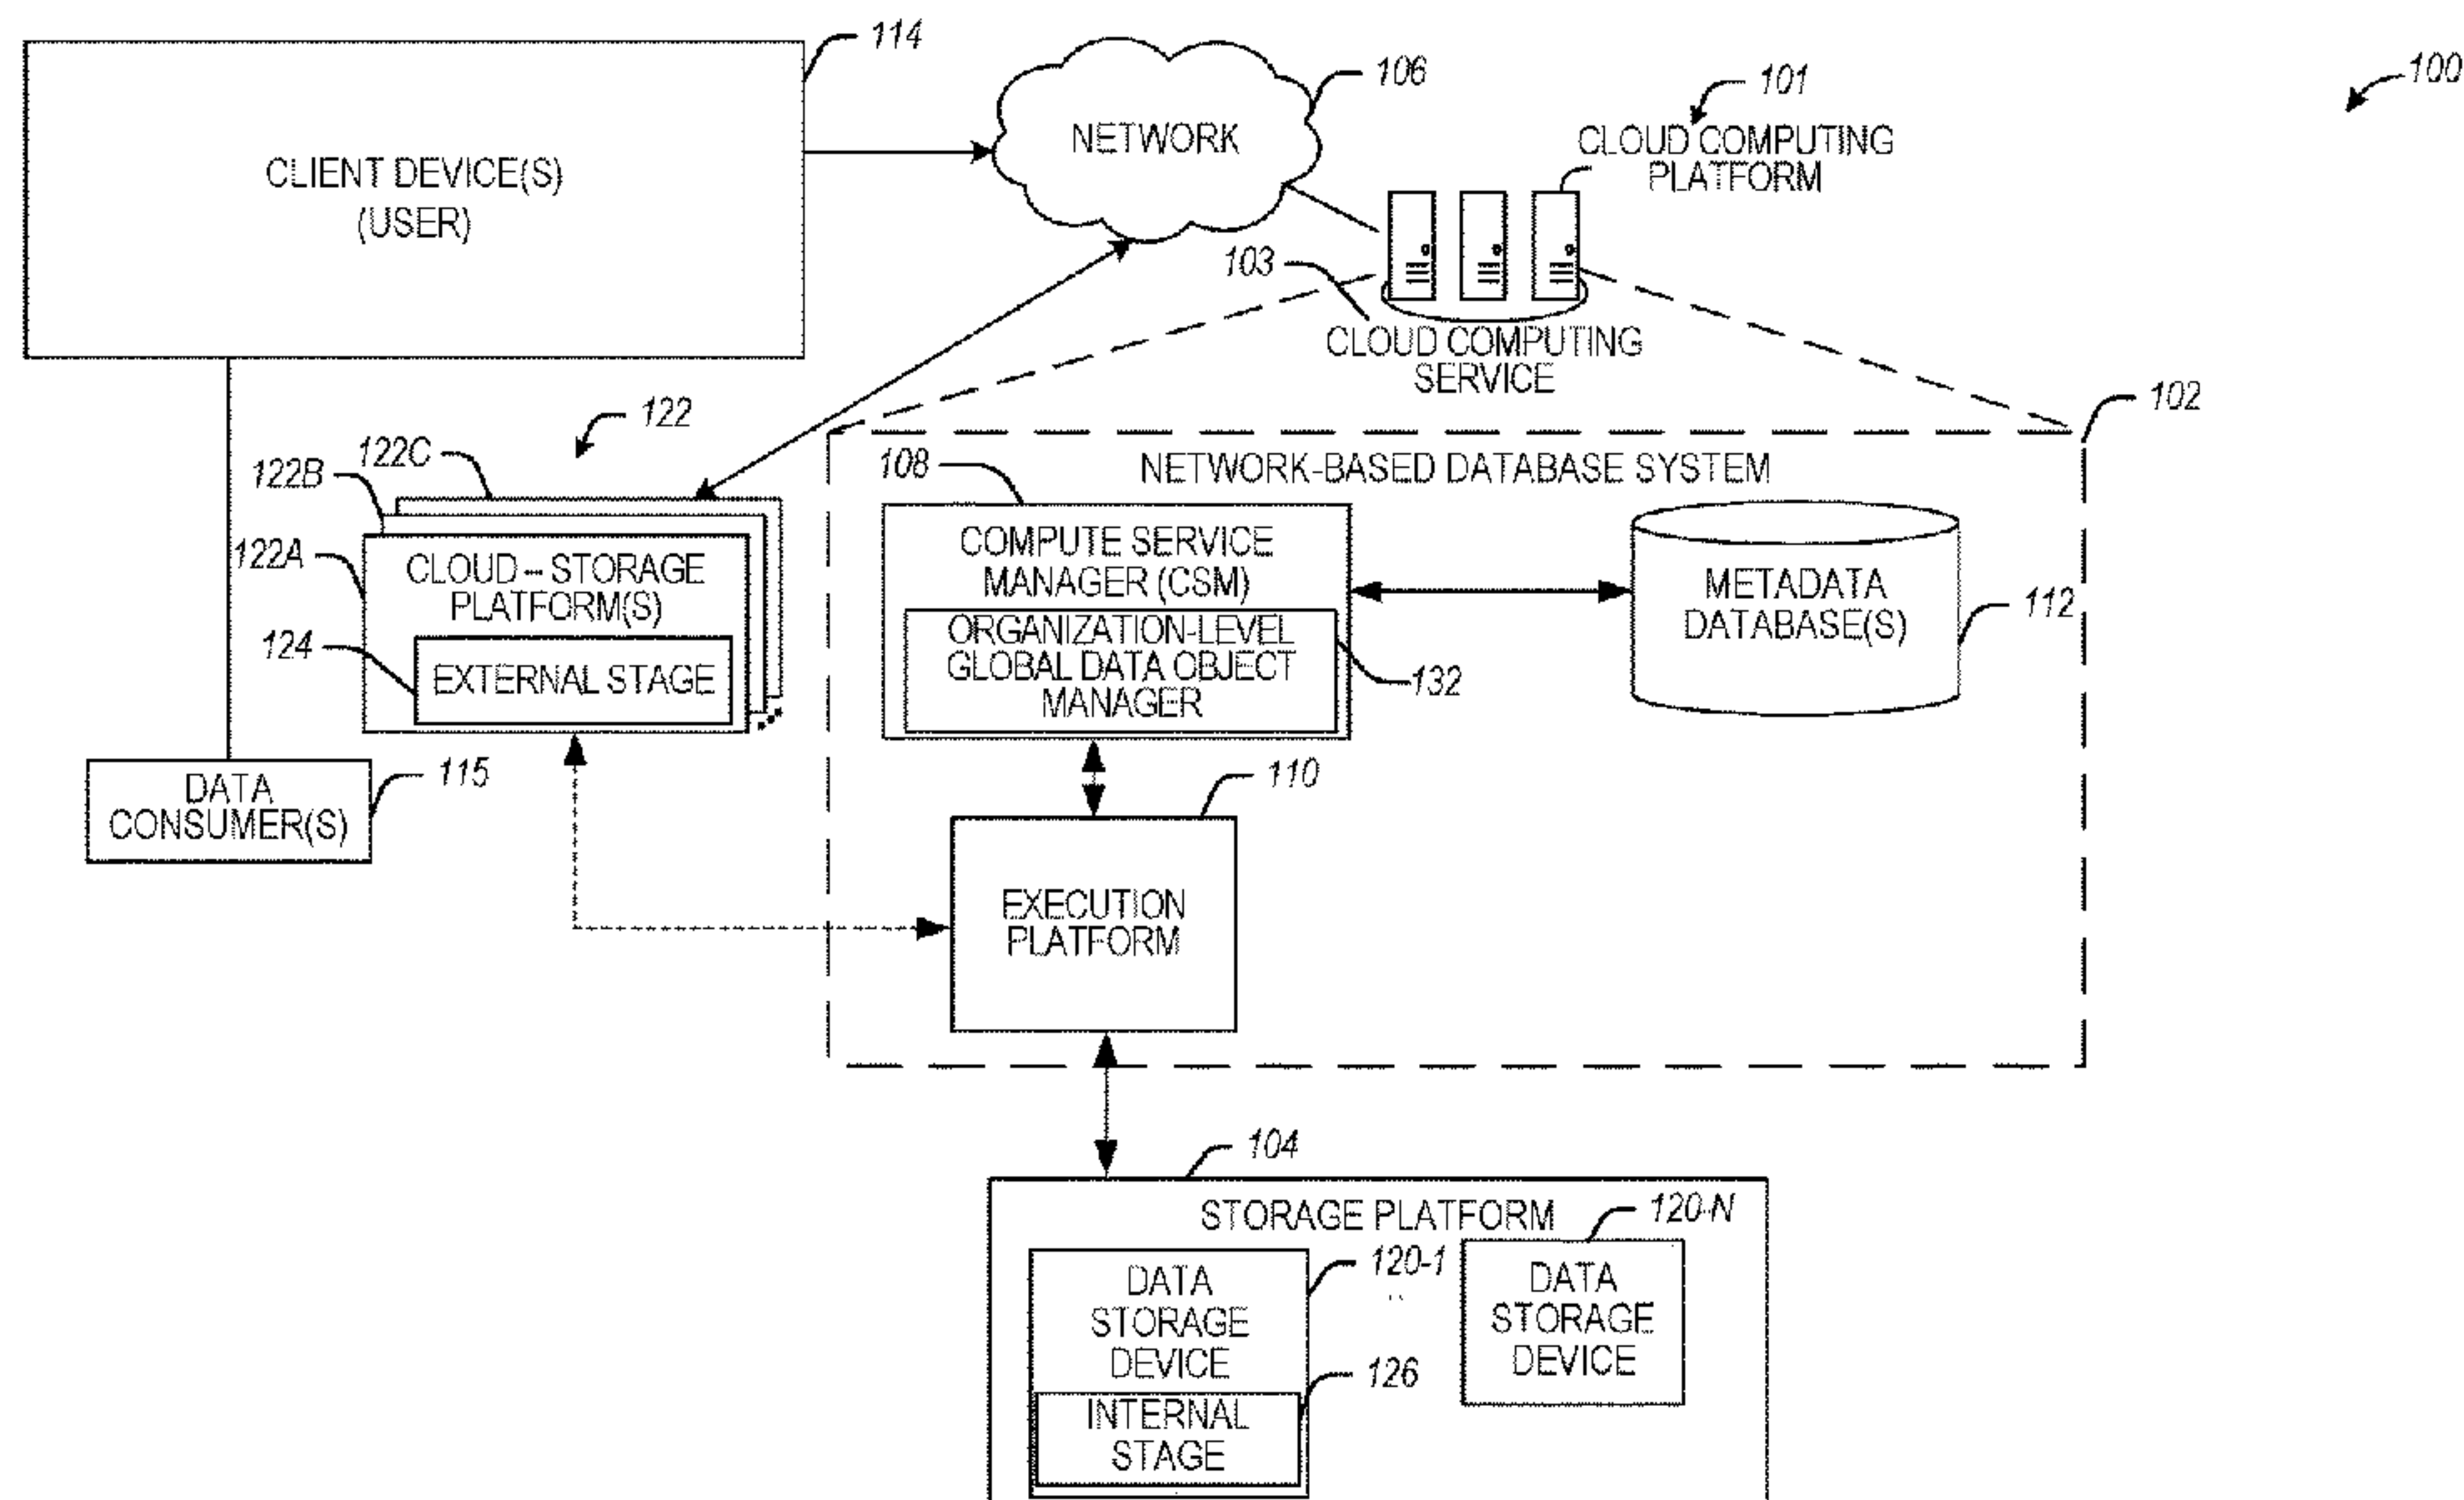 114
106
101
100
CLIENT DEVICE(S)
(USER)
NETWORK
CLOUD COMPUTING
PLATFORM
103
CLOUD COMPUTING
SERVICE
122
122C
122B
122A
CLOUD -- STORAGE
PLATFORM(S)
124
EXTERNAL STAGE
102
NETWORK-BASED DATABASE SYSTEM
108
COMPUTE SERVICE
MANAGER (CSM)
ORGANIZATION-LEVEL
GLOBAL DATA OBJECT
MANAGER
132
METADATA
DATABASE(S)
112
DATA
CONSUMER(S)
115
110
EXECUTION
PLATFORM
104
STORAGE PLATFORM
120-N
120-1
DATA
STORAGE
DEVICE
DATA
STORAGE
DEVICE
126
INTERNAL
STAGE